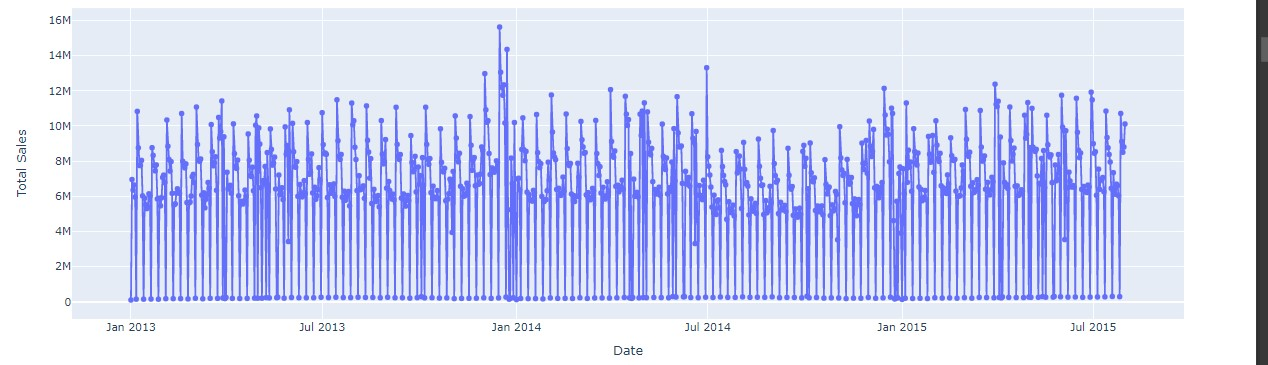 16M
14M
12M
10M
8M
6M
4M
2M
0
Total Sales
Jan 2013
Jul 2013
Jan 2014
Jul 2014
Jan 2015
Jul 2015
Date